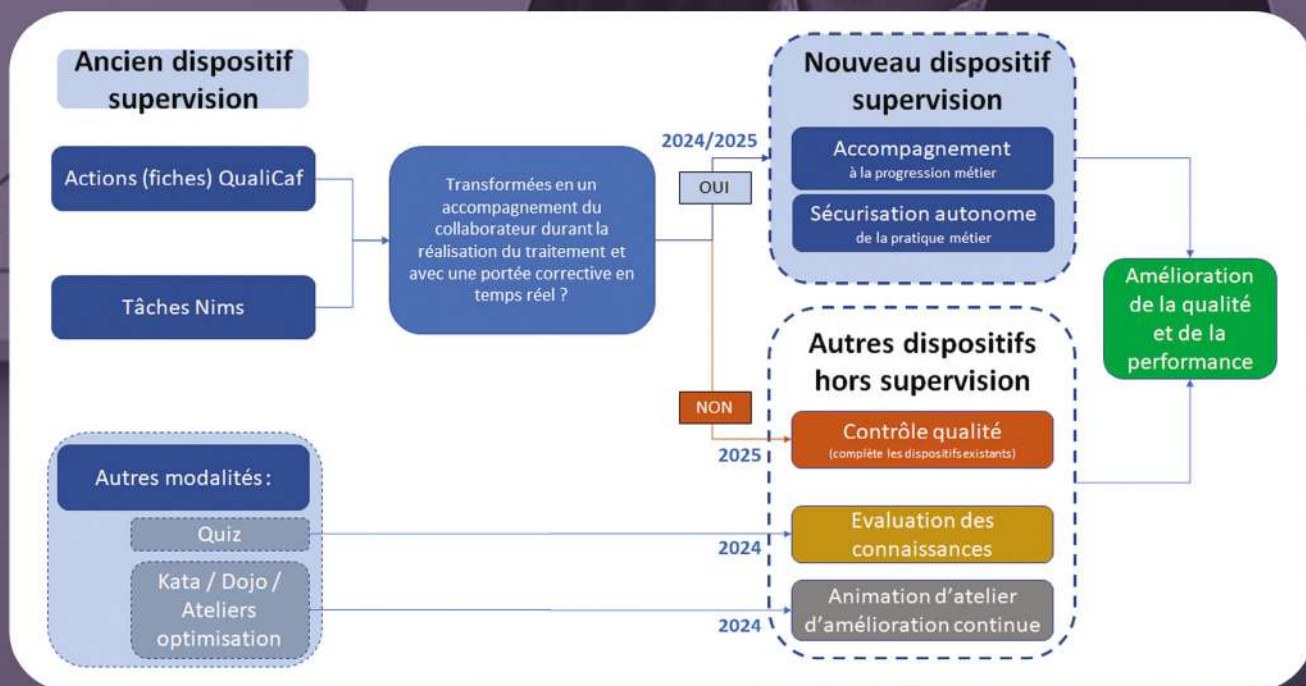 Ancien dispositif
supervision
Actions (fiches) QualiCaf
Tâches Nims
Transformées en un
accompagnement du
collaborateur durant la
réalisation du traitement et
avec une portée corrective en
temps réel ?
2024/2025
OUI
NON
2025
Nouveau dispositif
supervision
Accompagnement
à la progression métier
Sécurisation autonome
de la pratique métier
Autres dispositifs
hors supervision
Contrôle qualité
(complète les dispositifs existants)
Autres modalités :
Quiz
2024
Evaluation des
connaissances
Kata / Dojo /
Ateliers
optimisation
2024
Animation d'atelier
d'amélioration continue
Amélioration
de la qualité
et de la
performance